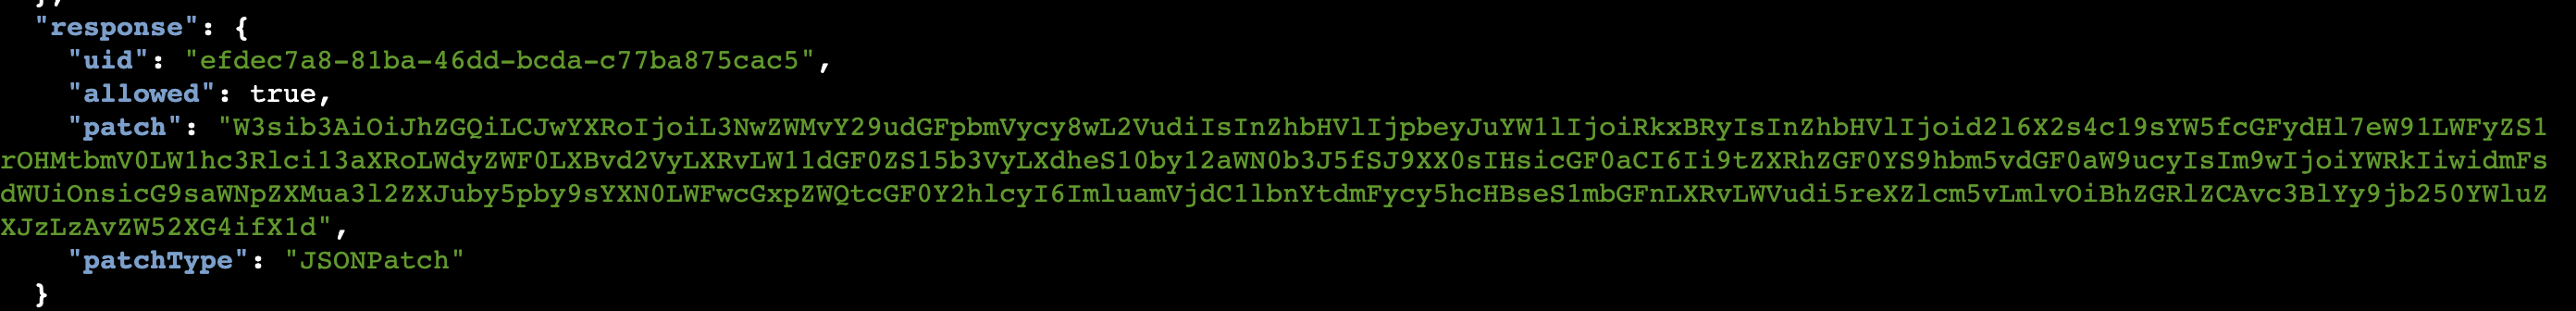 },
"response": {
"uid": "efdec7a8-81ba-46dd-bcda-c77ba875cac5",
"allowed": true,
"patch": "W3sib3AiOiJhZGQiLCJwYXRoIjoiL3NwZWMvY29udGFpbmVycy8wL2VudiIsInZhbHVlIjpbeyJuYW1lIjoiRkxBRyIsInZhbHVlIjoid2l6X2s4c19sYW5fcGFydHl7eW91LWFyZS1
rOHMtbmV0LW1hc3Rlci13aXRoLWdyZWF0LXBvd2VyLXRvLW11dGF0ZS15b3VyLXdheS10by12aWN0b3J5fSJ9XX0sIHsicGF0aCI6Ii9tZXRhZGF0YS9hbm5vdGF0aW9ucyIsIm9wIjoiYWRkIiwidmFs
dWUiOnsicG9saWNpZXMua3l2ZXJuby5pby9sYXN0LWFwcGxpZWQtcGF0Y2hlcyI6ImluamVjdC1lbnYtdmFycy5hcHBseS1mbGFnLXRvLWVudi5reXZlcm5vLmlvOiBhZGRlZCAvc3BlYy9jb250YWluZ
XJzLzAvZW52XG4ifX1d",
"patchType": "JSONPatch"
}